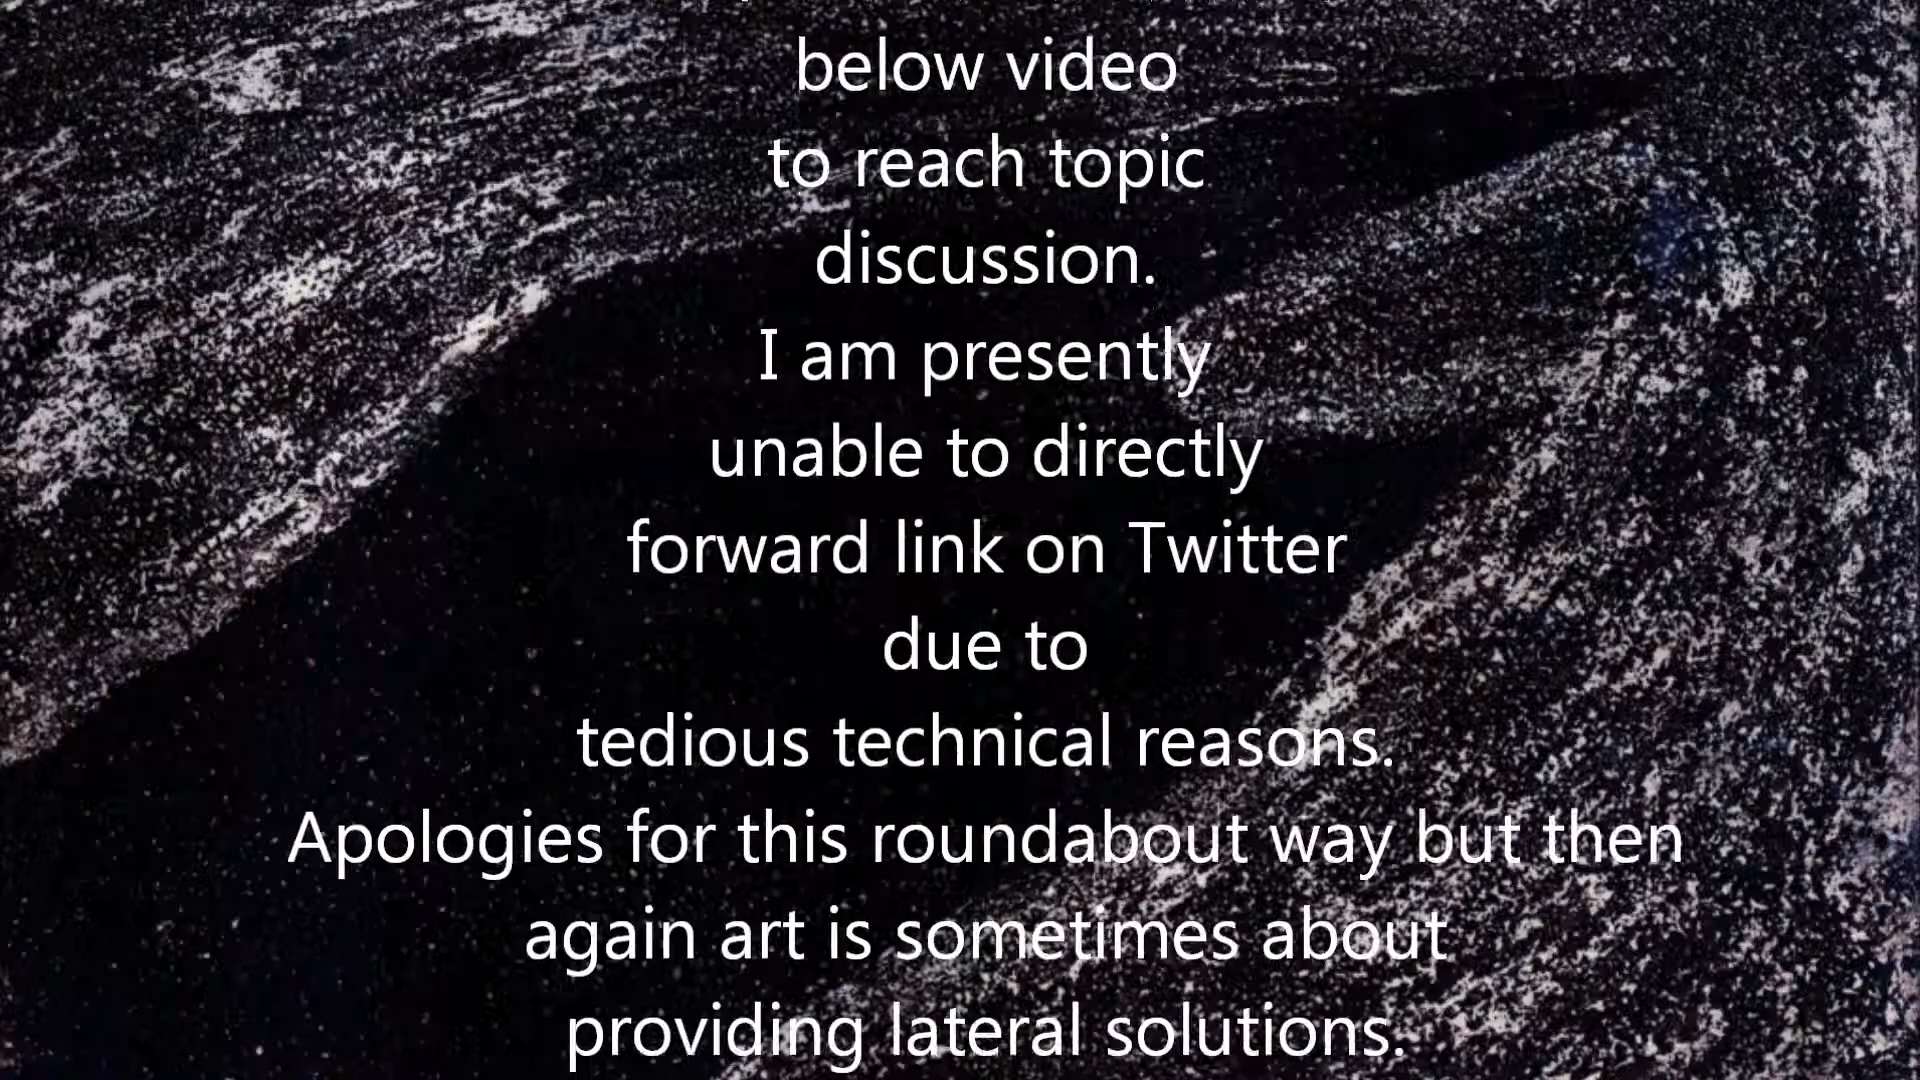 below video
to reach topic
discussion.
I am presently
unable to directly
forward link on Twitter
due to
tedious technical reasons.
Apologies for this roundabout way but then
again art is sometimes about
providing lateral solutions.